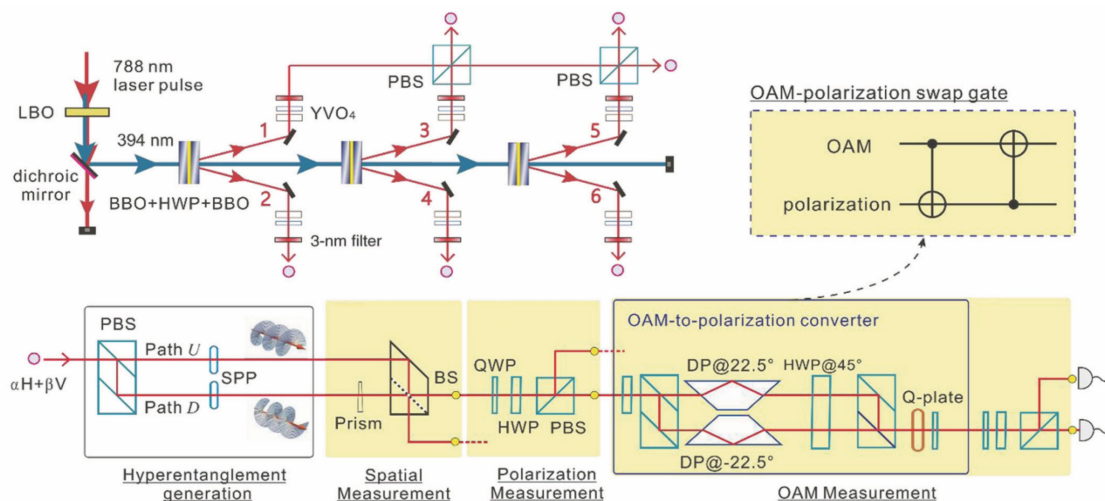 788 nm
laser pulse
LBO
394 nm
dichroic
mirror
BBO+HWP+BBO
1
2
YVO₄
3-nm filter
3
4
PBS
5
6
PBS
OAM-polarization swap gate
OAM
polarization
αH+βV
PBS
Path U
Path D
SPP
Hyperentanglement
generation
Prism
BS
Spatial
Measurement
QWP
HWP
PBS
Polarization
Measurement
OAM-to-polarization converter
DP@22.5°
HWP@45°
DP@-22.5°
Q-plate
OAM Measurement